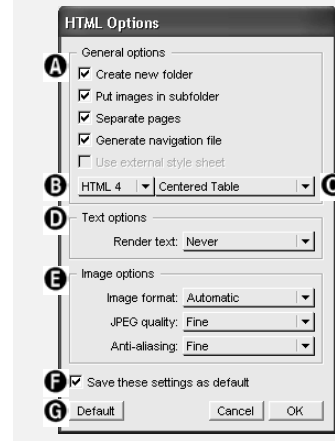 HTML Options
A General options
Create new folder
Put images in subfolder
Separate pages
Generate navigation file
Use external style sheet
B HTML 4 Centered Table C
D Text options
Render text: Never
E Image options
Image format: Automatic
JPEG quality: Fine
Anti-aliasing: Fine
F Save these settings as default
G Default Cancel OK